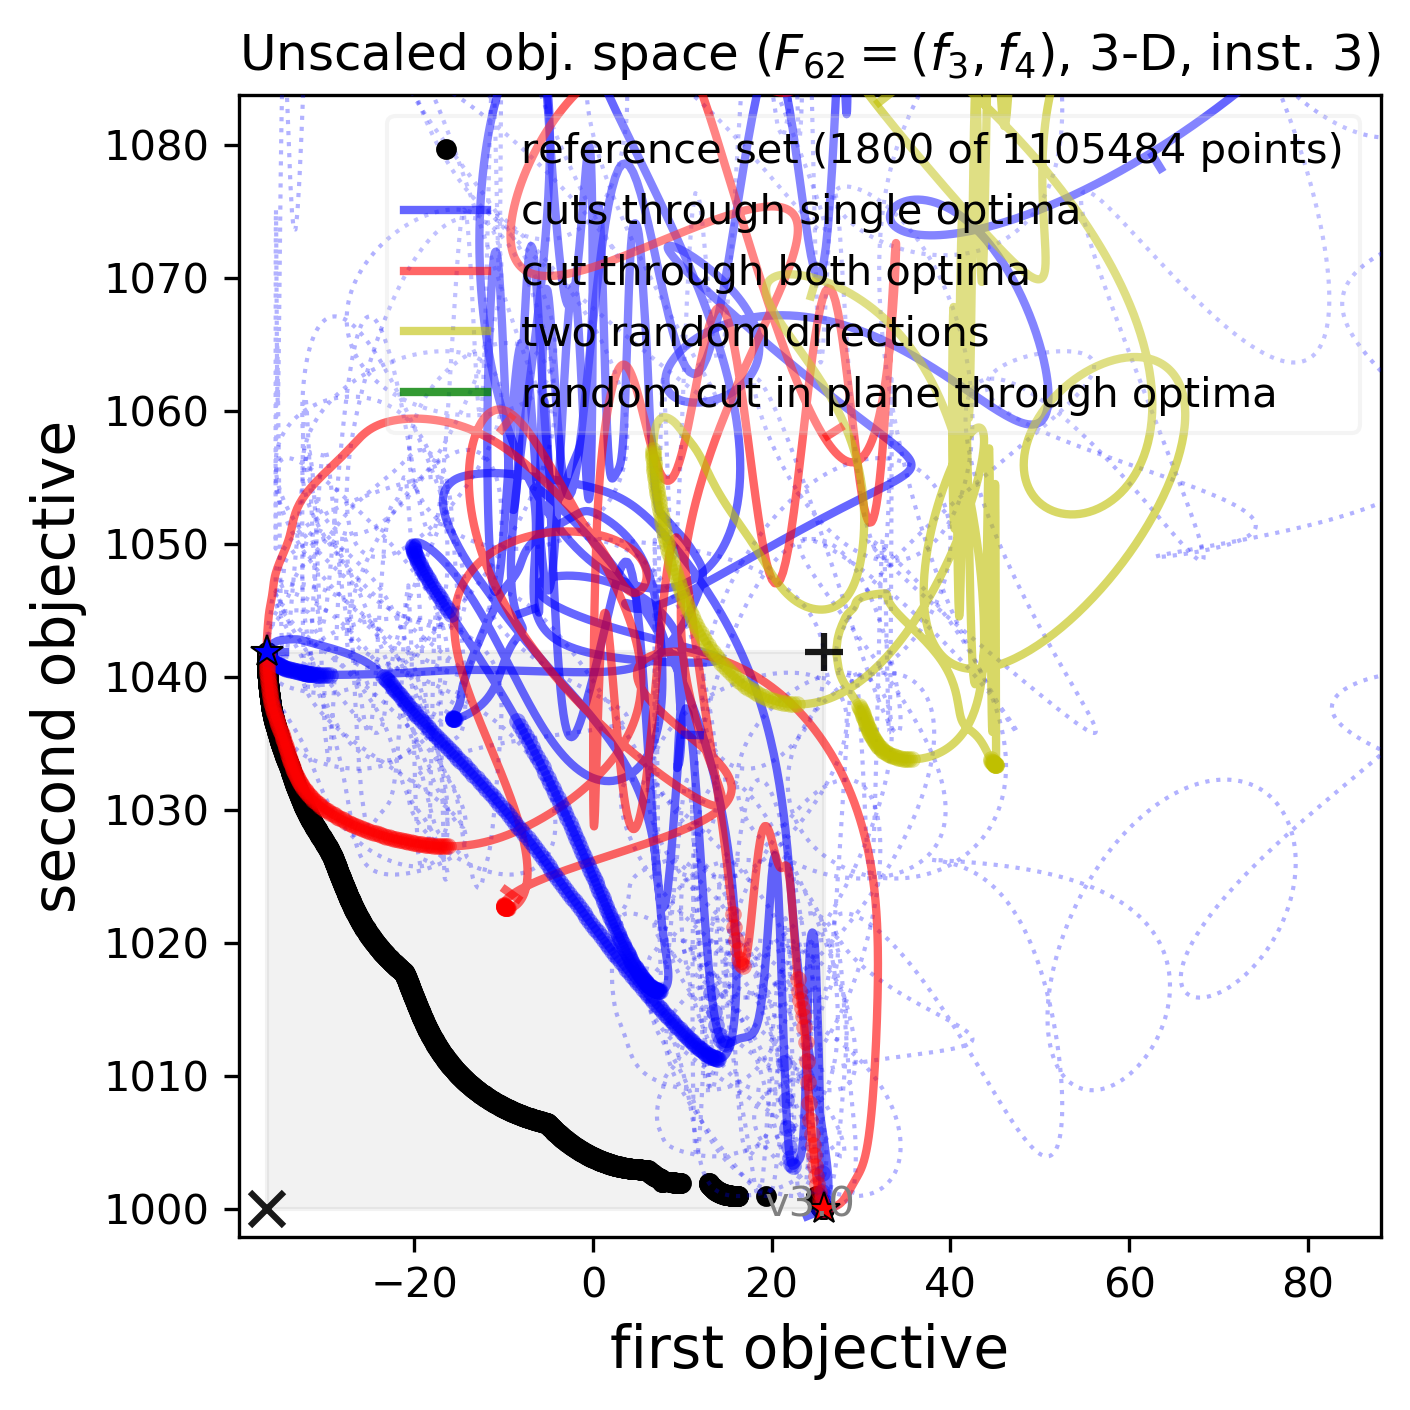 Unscaled obj. space (F₆₂ = (f₃, f₄), 3-D, inst. 3)
reference set (1800 of 1105484 points)
cuts through single optima
cut through both optima
two random directions
random cut in plane through optima
second objective
1080
1070
1060
1050
1040
1030
1020
1010
1000
v3.0
−20
0
20
40
60
80
first objective